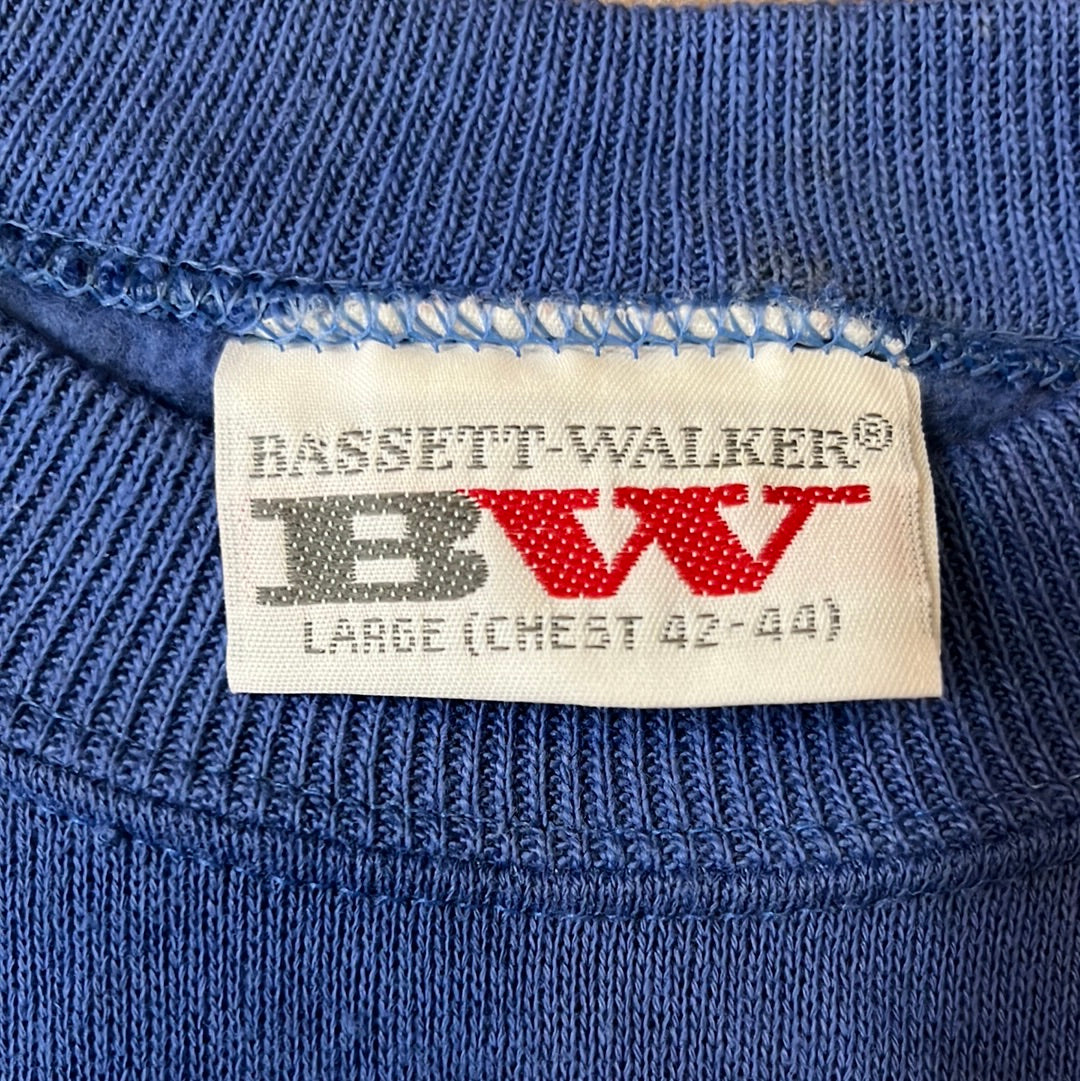 BASSETT-WALKER®
BW
LARGE (CHEST 42-44)